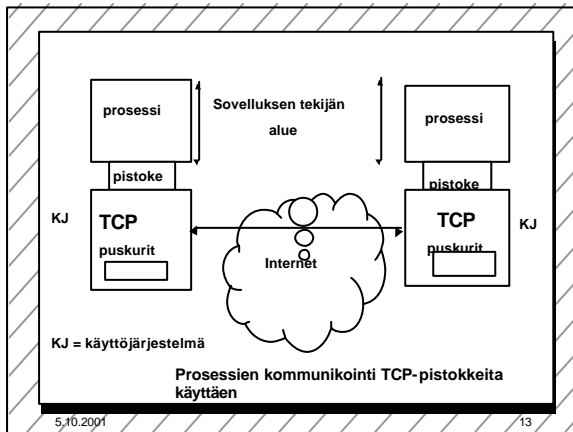 prosessi
Sovelluksen tekijän
alue
prosessi
pistoke
pistoke
KJ
TCP
TCP
KJ
puskurit
puskurit
Internet
KJ = käyttöjärjestelmä
Prosessien kommunikointi TCP-pistokkeita
käyttäen
5.10.2001
13